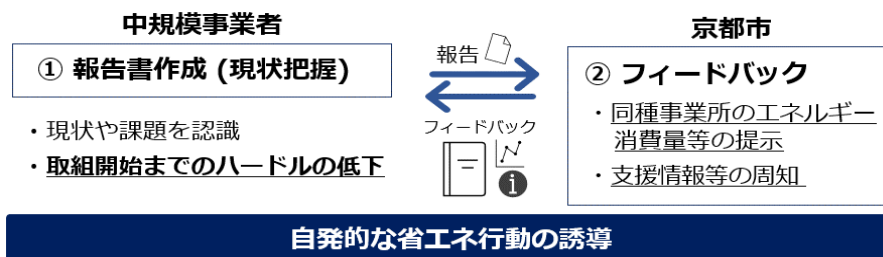 中規模事業者
① 報告書作成 (現状把握)
・現状や課題を認識
・取組開始までのハードルの低下
報告
フィードバック
京都市
② フィードバック
・同種事業所のエネルギー
消費量等の提示
・支援情報等の周知
自発的な省エネ行動の誘導